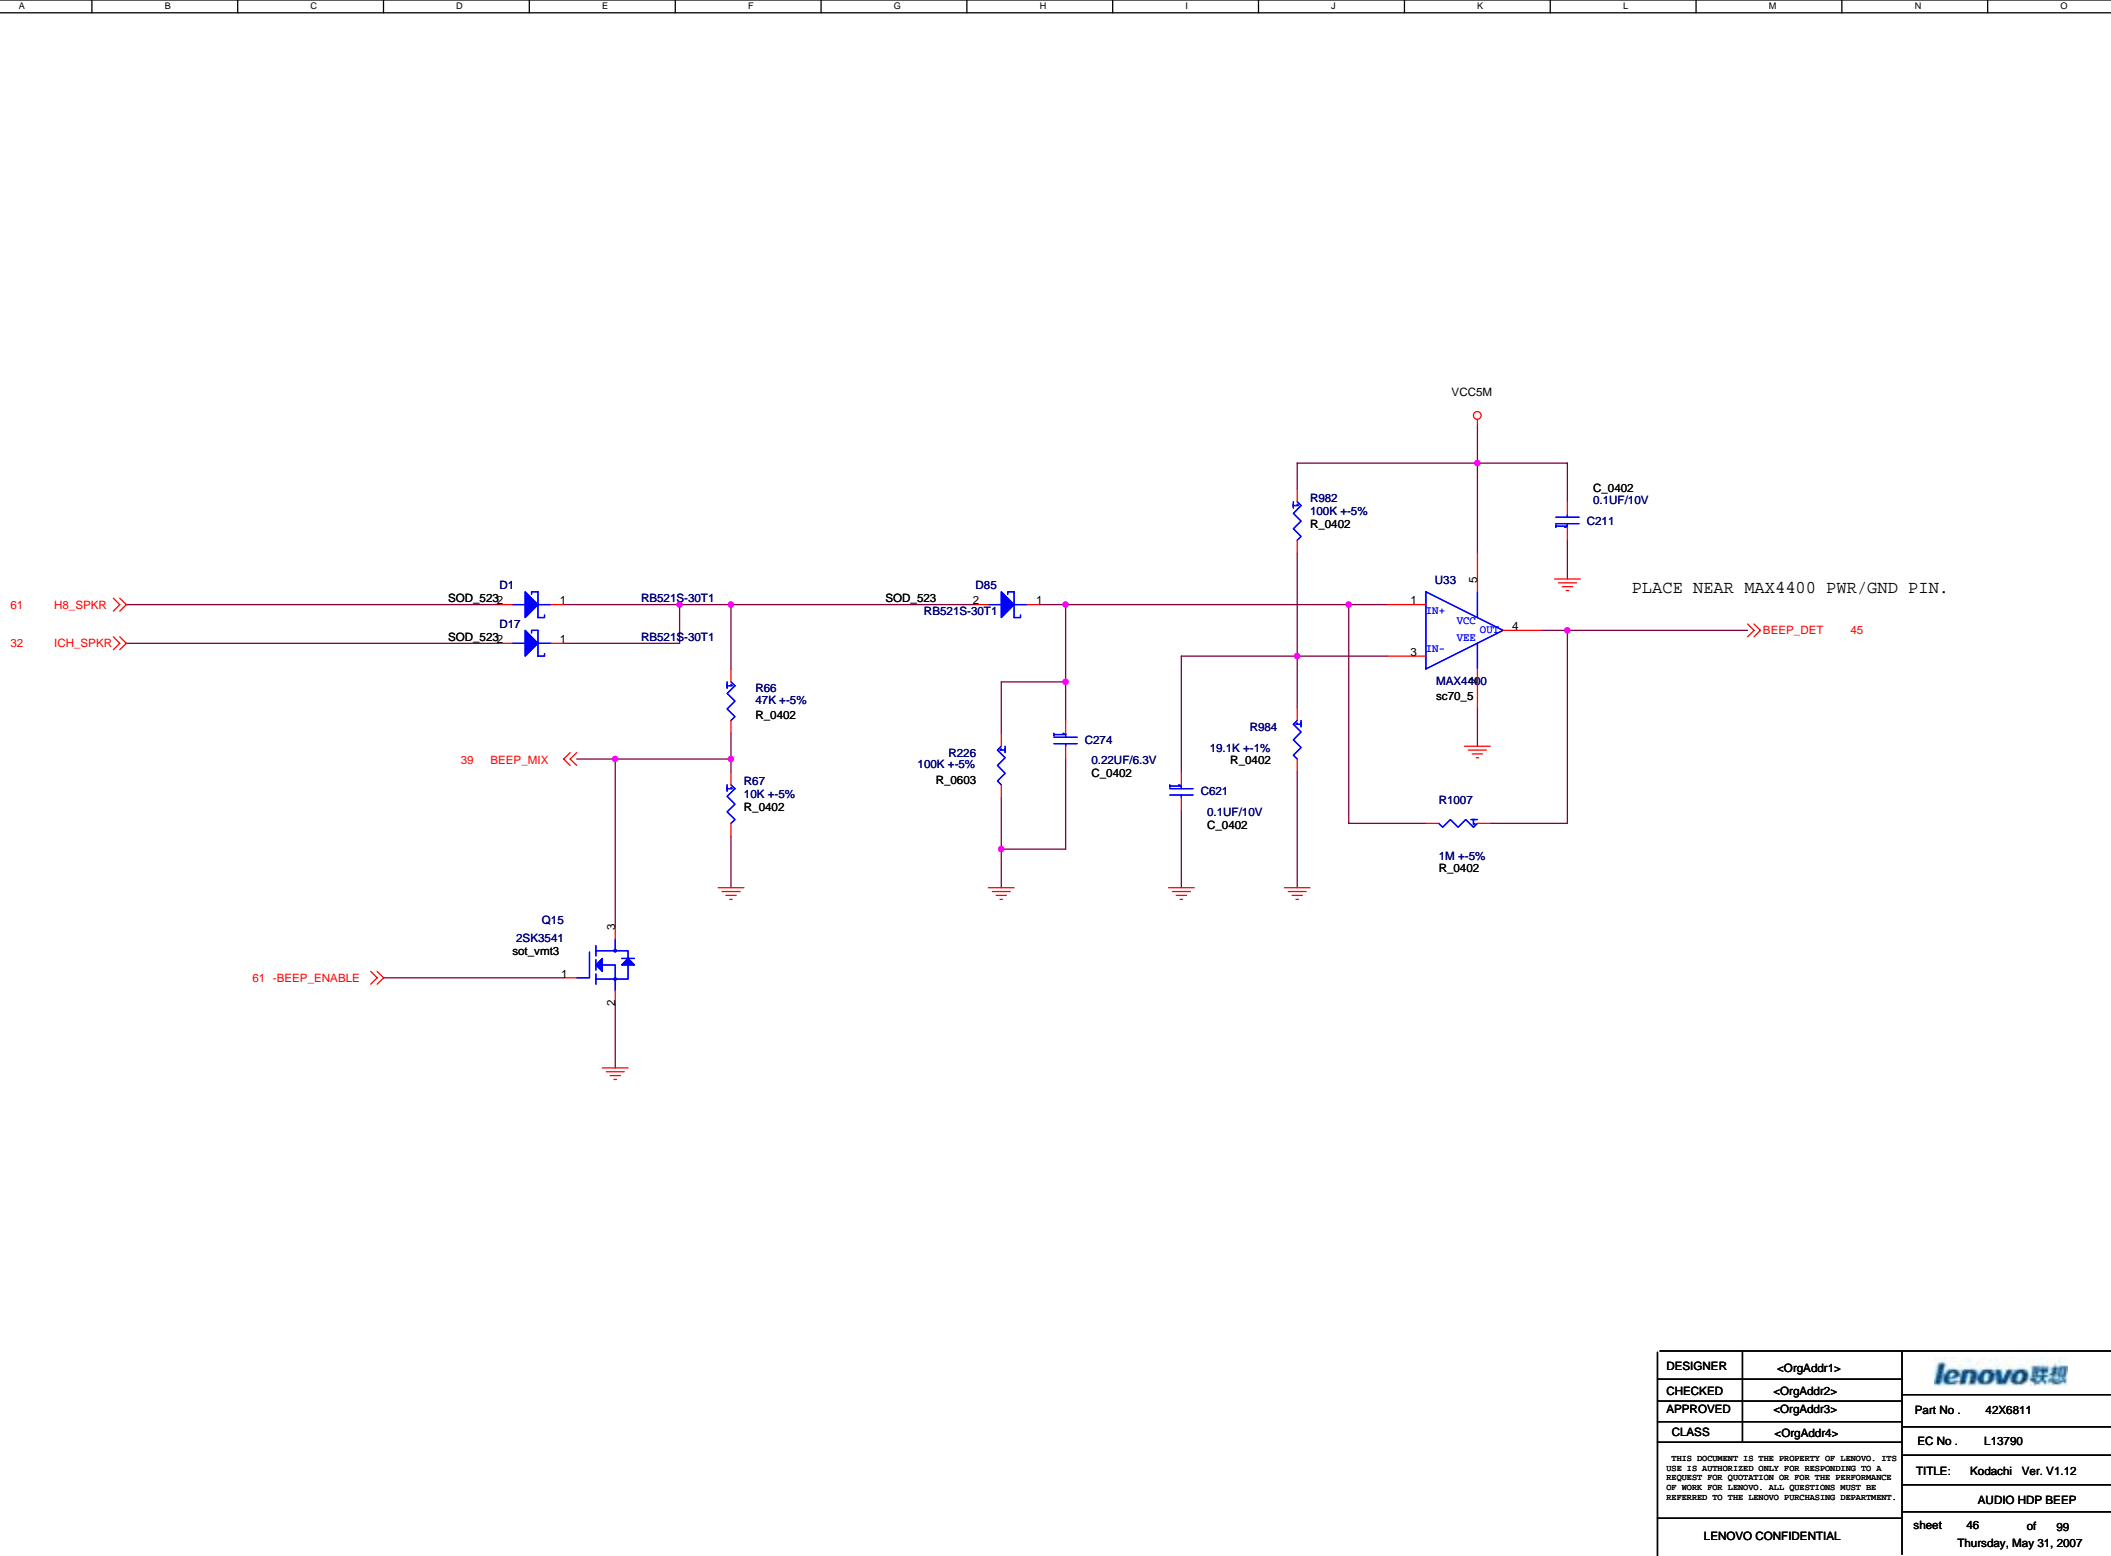 A B C D E F G H I J K L M N O
VCC5M
R982
100K +-5%
R_0402
C_0402
0.1UF/10V
C211
PLACE NEAR MAX4400 PWR/GND PIN.
61 H8_SPKR
SOD_523
2
D1
1
RB521S-30T1
SOD_523
2
D85
1
RB521S-30T1
32 ICH_SPKR
SOD_523
2
D17
1
RB521S-30T1
U33
5
1
IN+
VCC
OUT
4
VEE
3
IN-
MAX4400
sc70_5
BEEP_DET 45
R66
47K +-5%
R_0402
39 BEEP_MIX
R67
10K +-5%
R_0402
R226
100K +-5%
R_0603
C274
0.22UF/6.3V
C_0402
R984
19.1K +-1%
R_0402
C621
0.1UF/10V
C_0402
R1007
1M +-5%
R_0402
Q15
2SK3541
sot_vmt3
3
1
2
61 -BEEP_ENABLE
DESIGNER <OrgAddr1>
CHECKED <OrgAddr2>
APPROVED <OrgAddr3>
CLASS <OrgAddr4>
THIS DOCUMENT IS THE PROPERTY OF LENOVO. ITS
USE IS AUTHORIZED ONLY FOR RESPONDING TO A
REQUEST FOR QUOTATION OR FOR THE PERFORMANCE
OF WORK FOR LENOVO. ALL QUESTIONS MUST BE
REFERRED TO THE LENOVO PURCHASING DEPARTMENT.
LENOVO CONFIDENTIAL
lenovo联想
Part No . 42X6811
EC No . L13790
TITLE: Kodachi Ver. V1.12
AUDIO HDP BEEP
sheet 46 of 99
Thursday, May 31, 2007